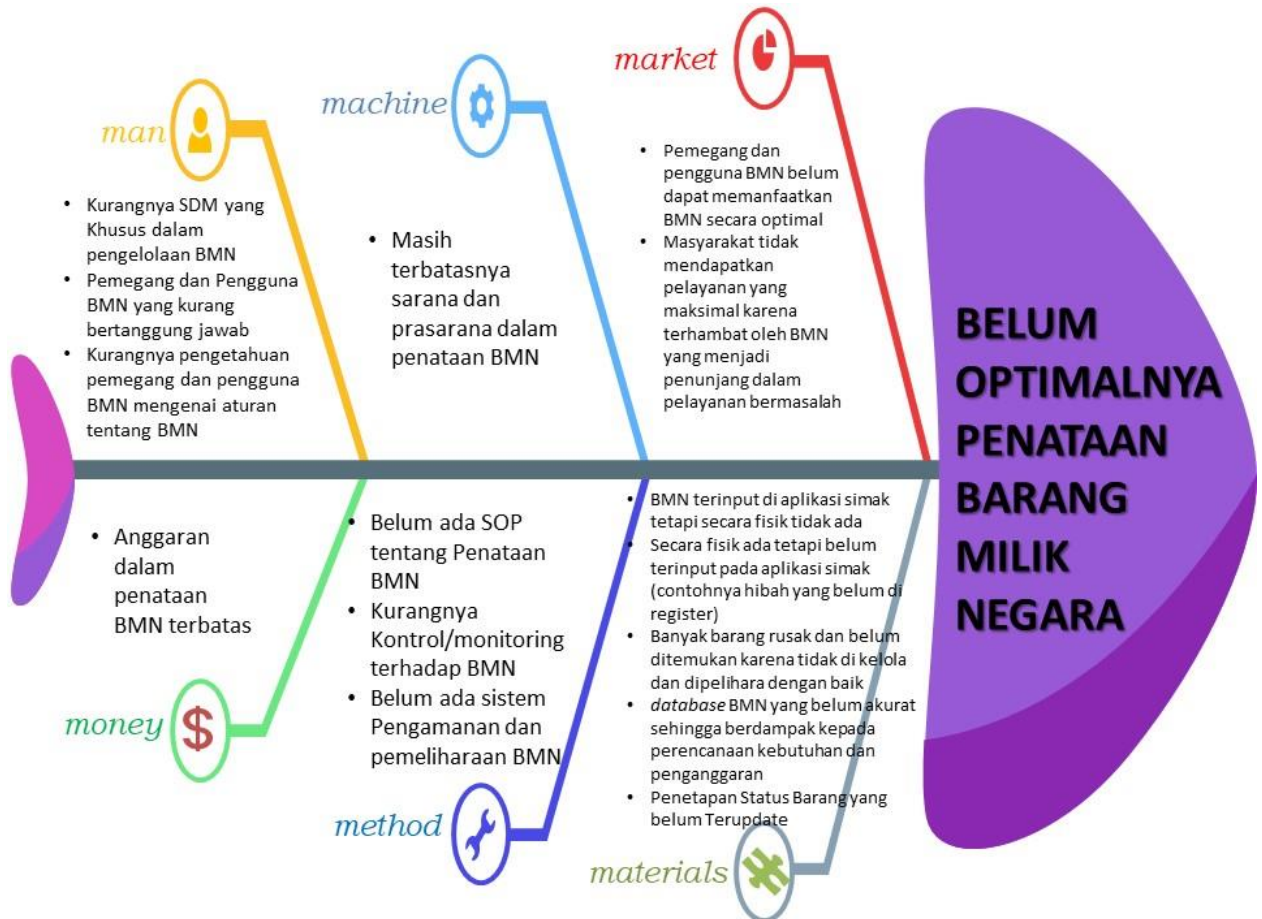 man
• Kurangnya SDM yang
Khusus dalam
pengelolaan BMN
• Pemegang dan Pengguna
BMN yang kurang
bertanggung jawab
• Kurangnya pengetahuan
pemegang dan pengguna
BMN mengenai aturan
tentang BMN
machine
• Masih
terbatasnya
sarana dan
prasarana dalam
penataan BMN
market
• Pemegang dan
pengguna BMN belum
dapat memanfaatkan
BMN secara optimal
• Masyarakat tidak
mendapatkan
pelayanan yang
maksimal karena
terhambat oleh BMN
yang menjadi
penunjang dalam
pelayanan bermasalah
• Anggaran
dalam
penataan
BMN terbatas
money
$
• Belum ada SOP
tentang Penataan
BMN
• Kurangnya
Kontrol/monitoring
terhadap BMN
• Belum ada sistem
Pengamanan dan
pemeliharaan BMN
method
• BMN terinput di aplikasi simak
tetapi secara fisik tidak ada
• Secara fisik ada tetapi belum
terinput pada aplikasi simak
(contohnya hibah yang belum di
register)
• Banyak barang rusak dan belum
ditemukan karena tidak di kelola
dan dipelihara dengan baik
• database BMN yang belum akurat
sehingga berdampak kepada
perencanaan kebutuhan dan
penganggaran
• Penetapan Status Barang yang
belum Terupdate
materials
BELUM
OPTIMALNYA
PENATAAN
BARANG
MILIK
NEGARA